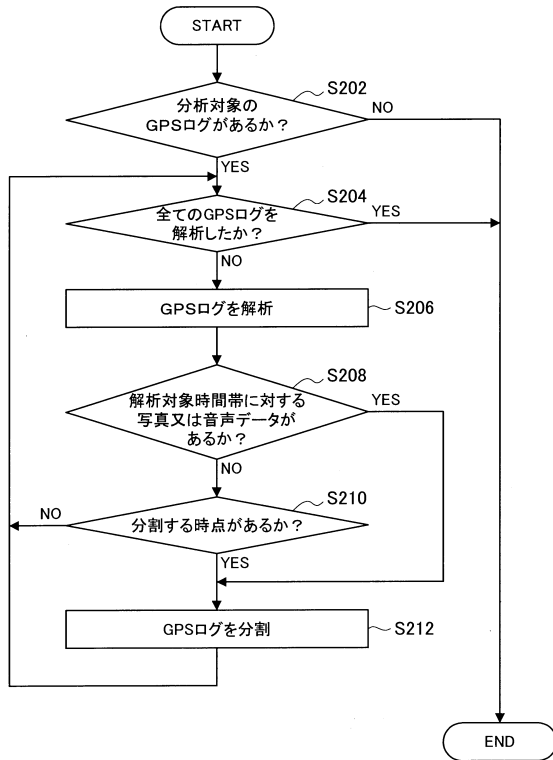 START
S202
分析対象の
GPSログがあるか？
NO
YES
S204
全てのGPSログを
解析したか？
YES
NO
GPSログを解析
S206
S208
解析対象時間帯に対する
写真又は音声データが
あるか？
YES
NO
S210
NO
分割する時点があるか？
YES
GPSログを分割
S212
END